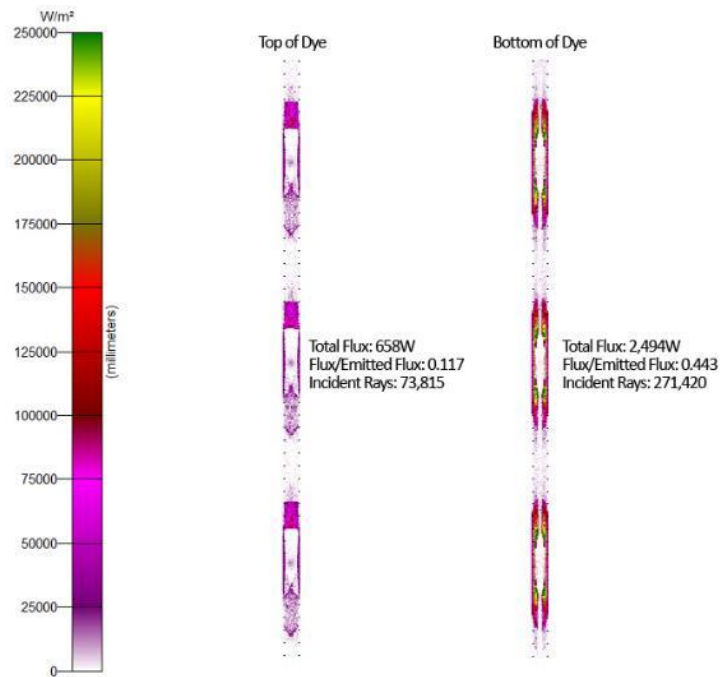 W/m²
250000
225000
200000
175000
150000
125000
100000
75000
50000
25000
0
(millimeters)
Top of Dye
Bottom of Dye
Total Flux: 658W
Flux/Emitted Flux: 0.117
Incident Rays: 73,815
Total Flux: 2,494W
Flux/Emitted Flux: 0.443
Incident Rays: 271,420